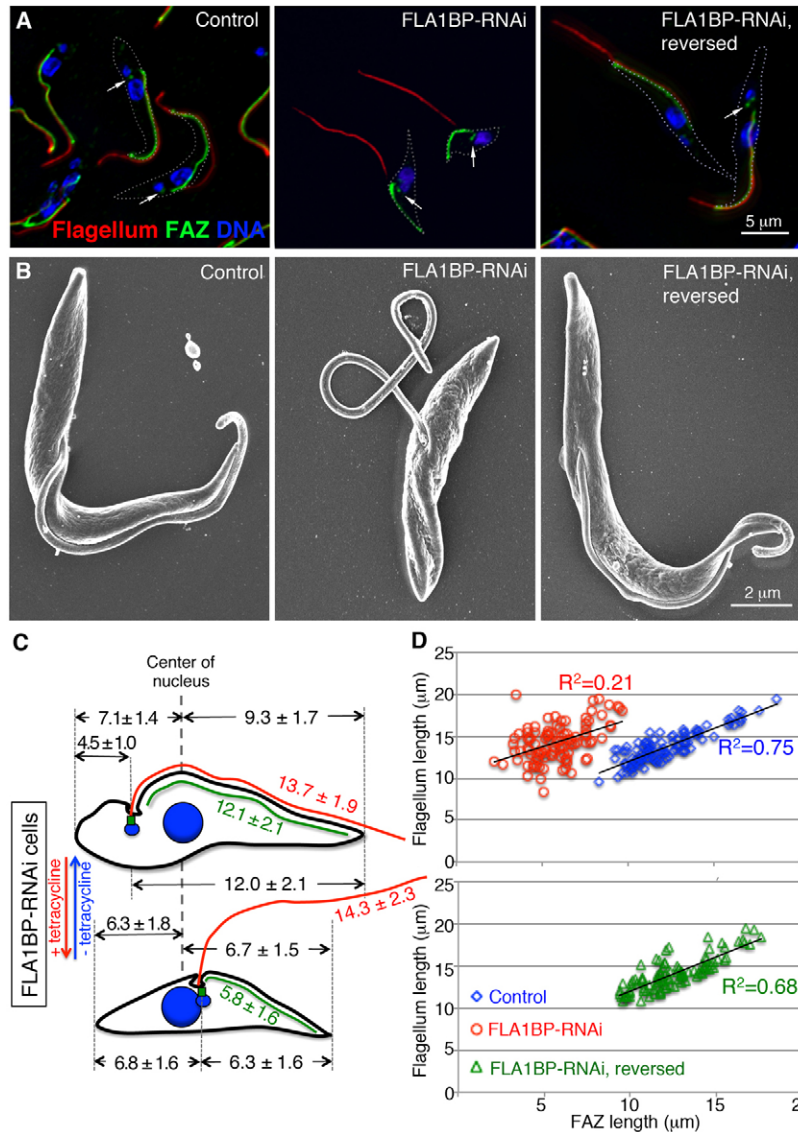 A
Control
FLA1BP-RNAi
FLA1BP-RNAi,
reversed
Flagellum FAZ DNA
5 µm
B
Control
FLA1BP-RNAi
FLA1BP-RNAi,
reversed
2 µm
C
Center of
nucleus
7.1± 1.4
9.3 ± 1.7
4.5±1.0
13.7 ± 1.9
12.1± 2.1
12.0 ± 2.1
FLA1BP-RNAi cells
+ tetracycline
- tetracycline
14.3 ± 2.3
6.3 ± 1.8
6.7 ± 1.5
5.8± 1.6
6.8 ± 1.6
6.3 ± 1.6
D
Flagellum length (µm)
25
20
15
10
5
0
R²=0.21
R²=0.75
Flagellum length (µm)
25
20
15
10
5
0
R²=0.68
Control
FLA1BP-RNAi
FLA1BP-RNAi, reversed
5 10 15 2
FAZ length (µm)